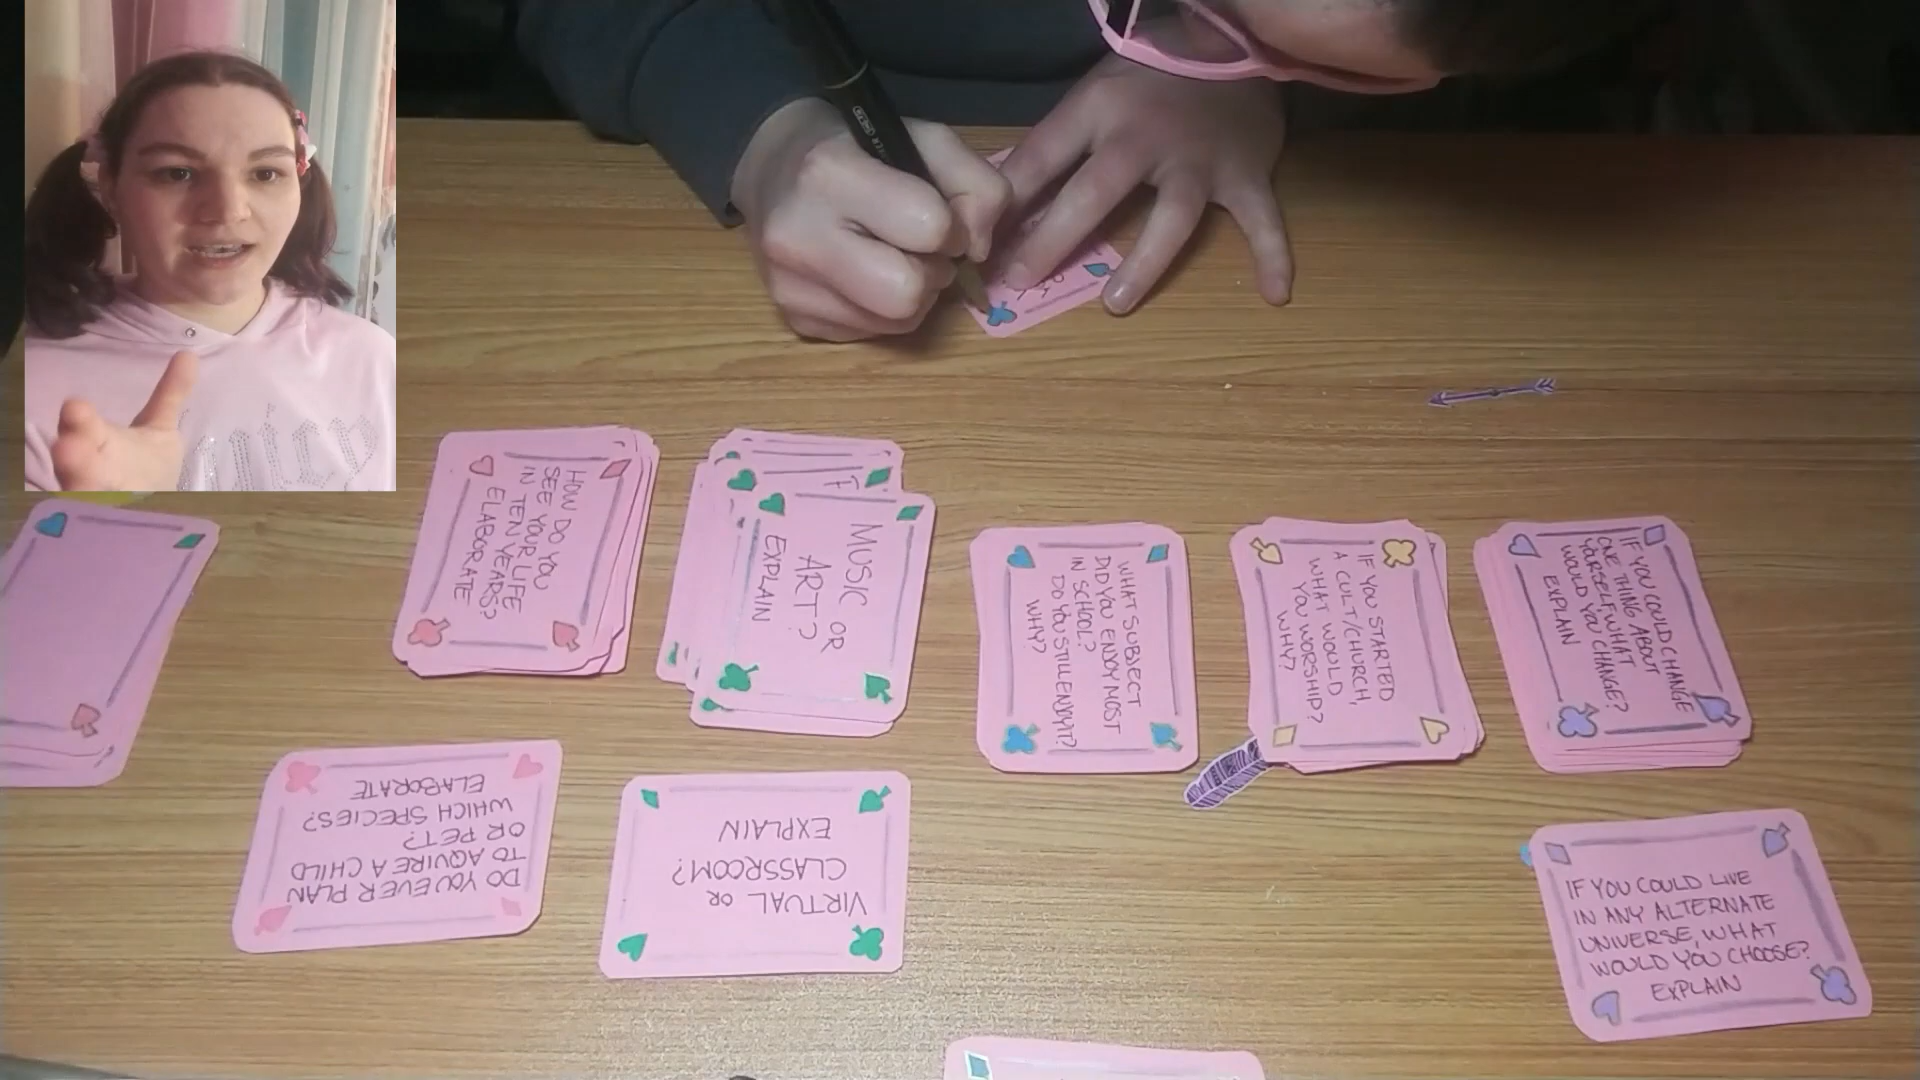 HOW DO YOU
SEE YOUR LIFE
IN TEN YEARS?
ELABORATE
MUSIC OR
ART?
EXPLAIN
WHAT SUBJECT
DID YOU ENJOY MOST
IN SCHOOL?
DO YOU STILL ENJOY IT?
WHY?
IF YOU STARTED
A CULT/CHURCH,
WHAT WOULD
YOU WORSHIP?
WHY?
IF YOU COULD CHANGE
ONE THING ABOUT
YOURSELF WHAT
WOULD YOU CHANGE?
EXPLAIN
DO YOU EVER PLAN
TO AQUIRE A CHILD
OR PET?
WHICH SPECIES?
ELABORATE
VIRTUAL OR
CLASSROOM?
EXPLAIN
IF YOU COULD LIVE
IN ANY ALTERNATE
UNIVERSE, WHAT
WOULD YOU CHOOSE?
EXPLAIN